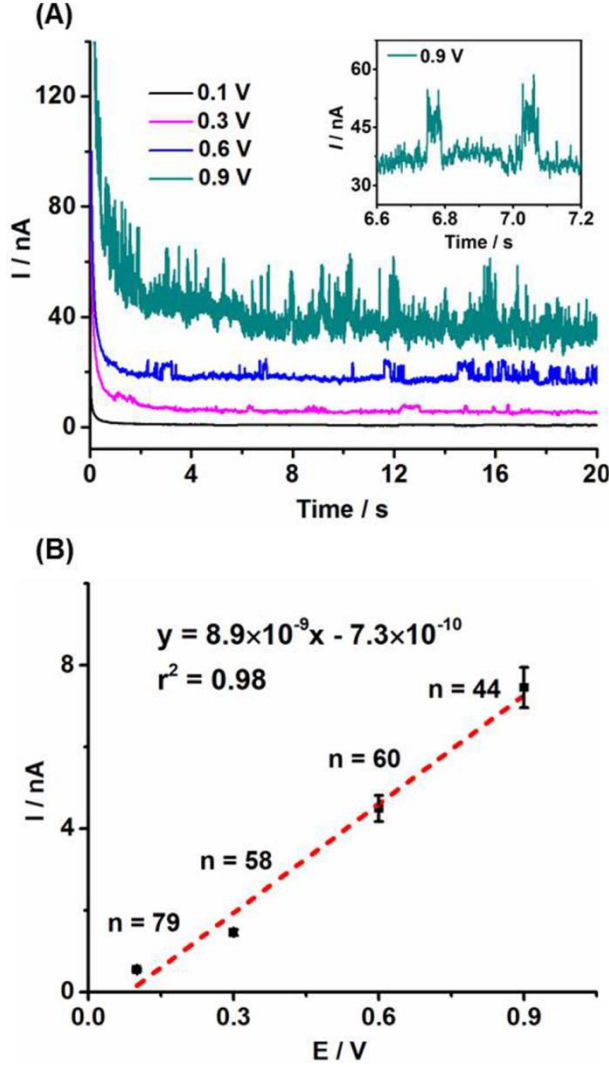 (A)
I / nA
120
80
40
0
0.1 V
0.3 V
0.6 V
0.9 V
0.9 V
I / nA
60
45
30
6.6 6.8 7.0 7.2
Time / s
0 4 8 12 16 20
Time / s
(B)
I / nA
8
4
0
y = 8.9×10⁻⁹x - 7.3×10⁻¹⁰
r² = 0.98
n = 44
n = 60
n = 58
n = 79
0.0 0.3 0.6 0.9
E / V